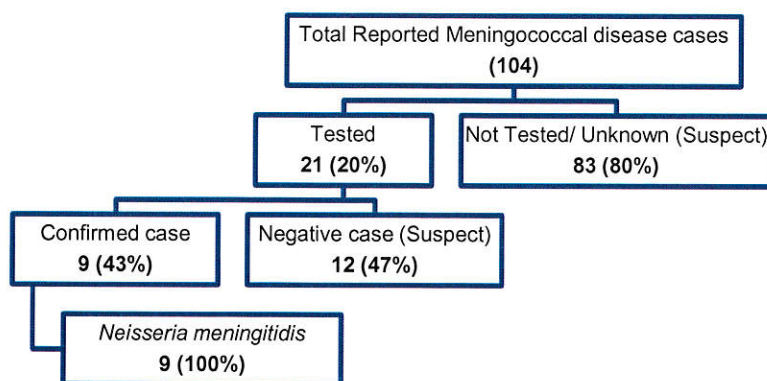 Total Reported Meningococcal disease cases
(104)
Tested
21 (20%)
Not Tested/ Unknown (Suspect)
83 (80%)
Confirmed case
9 (43%)
Negative case (Suspect)
12 (47%)
Neisseria meningitidis
9 (100%)